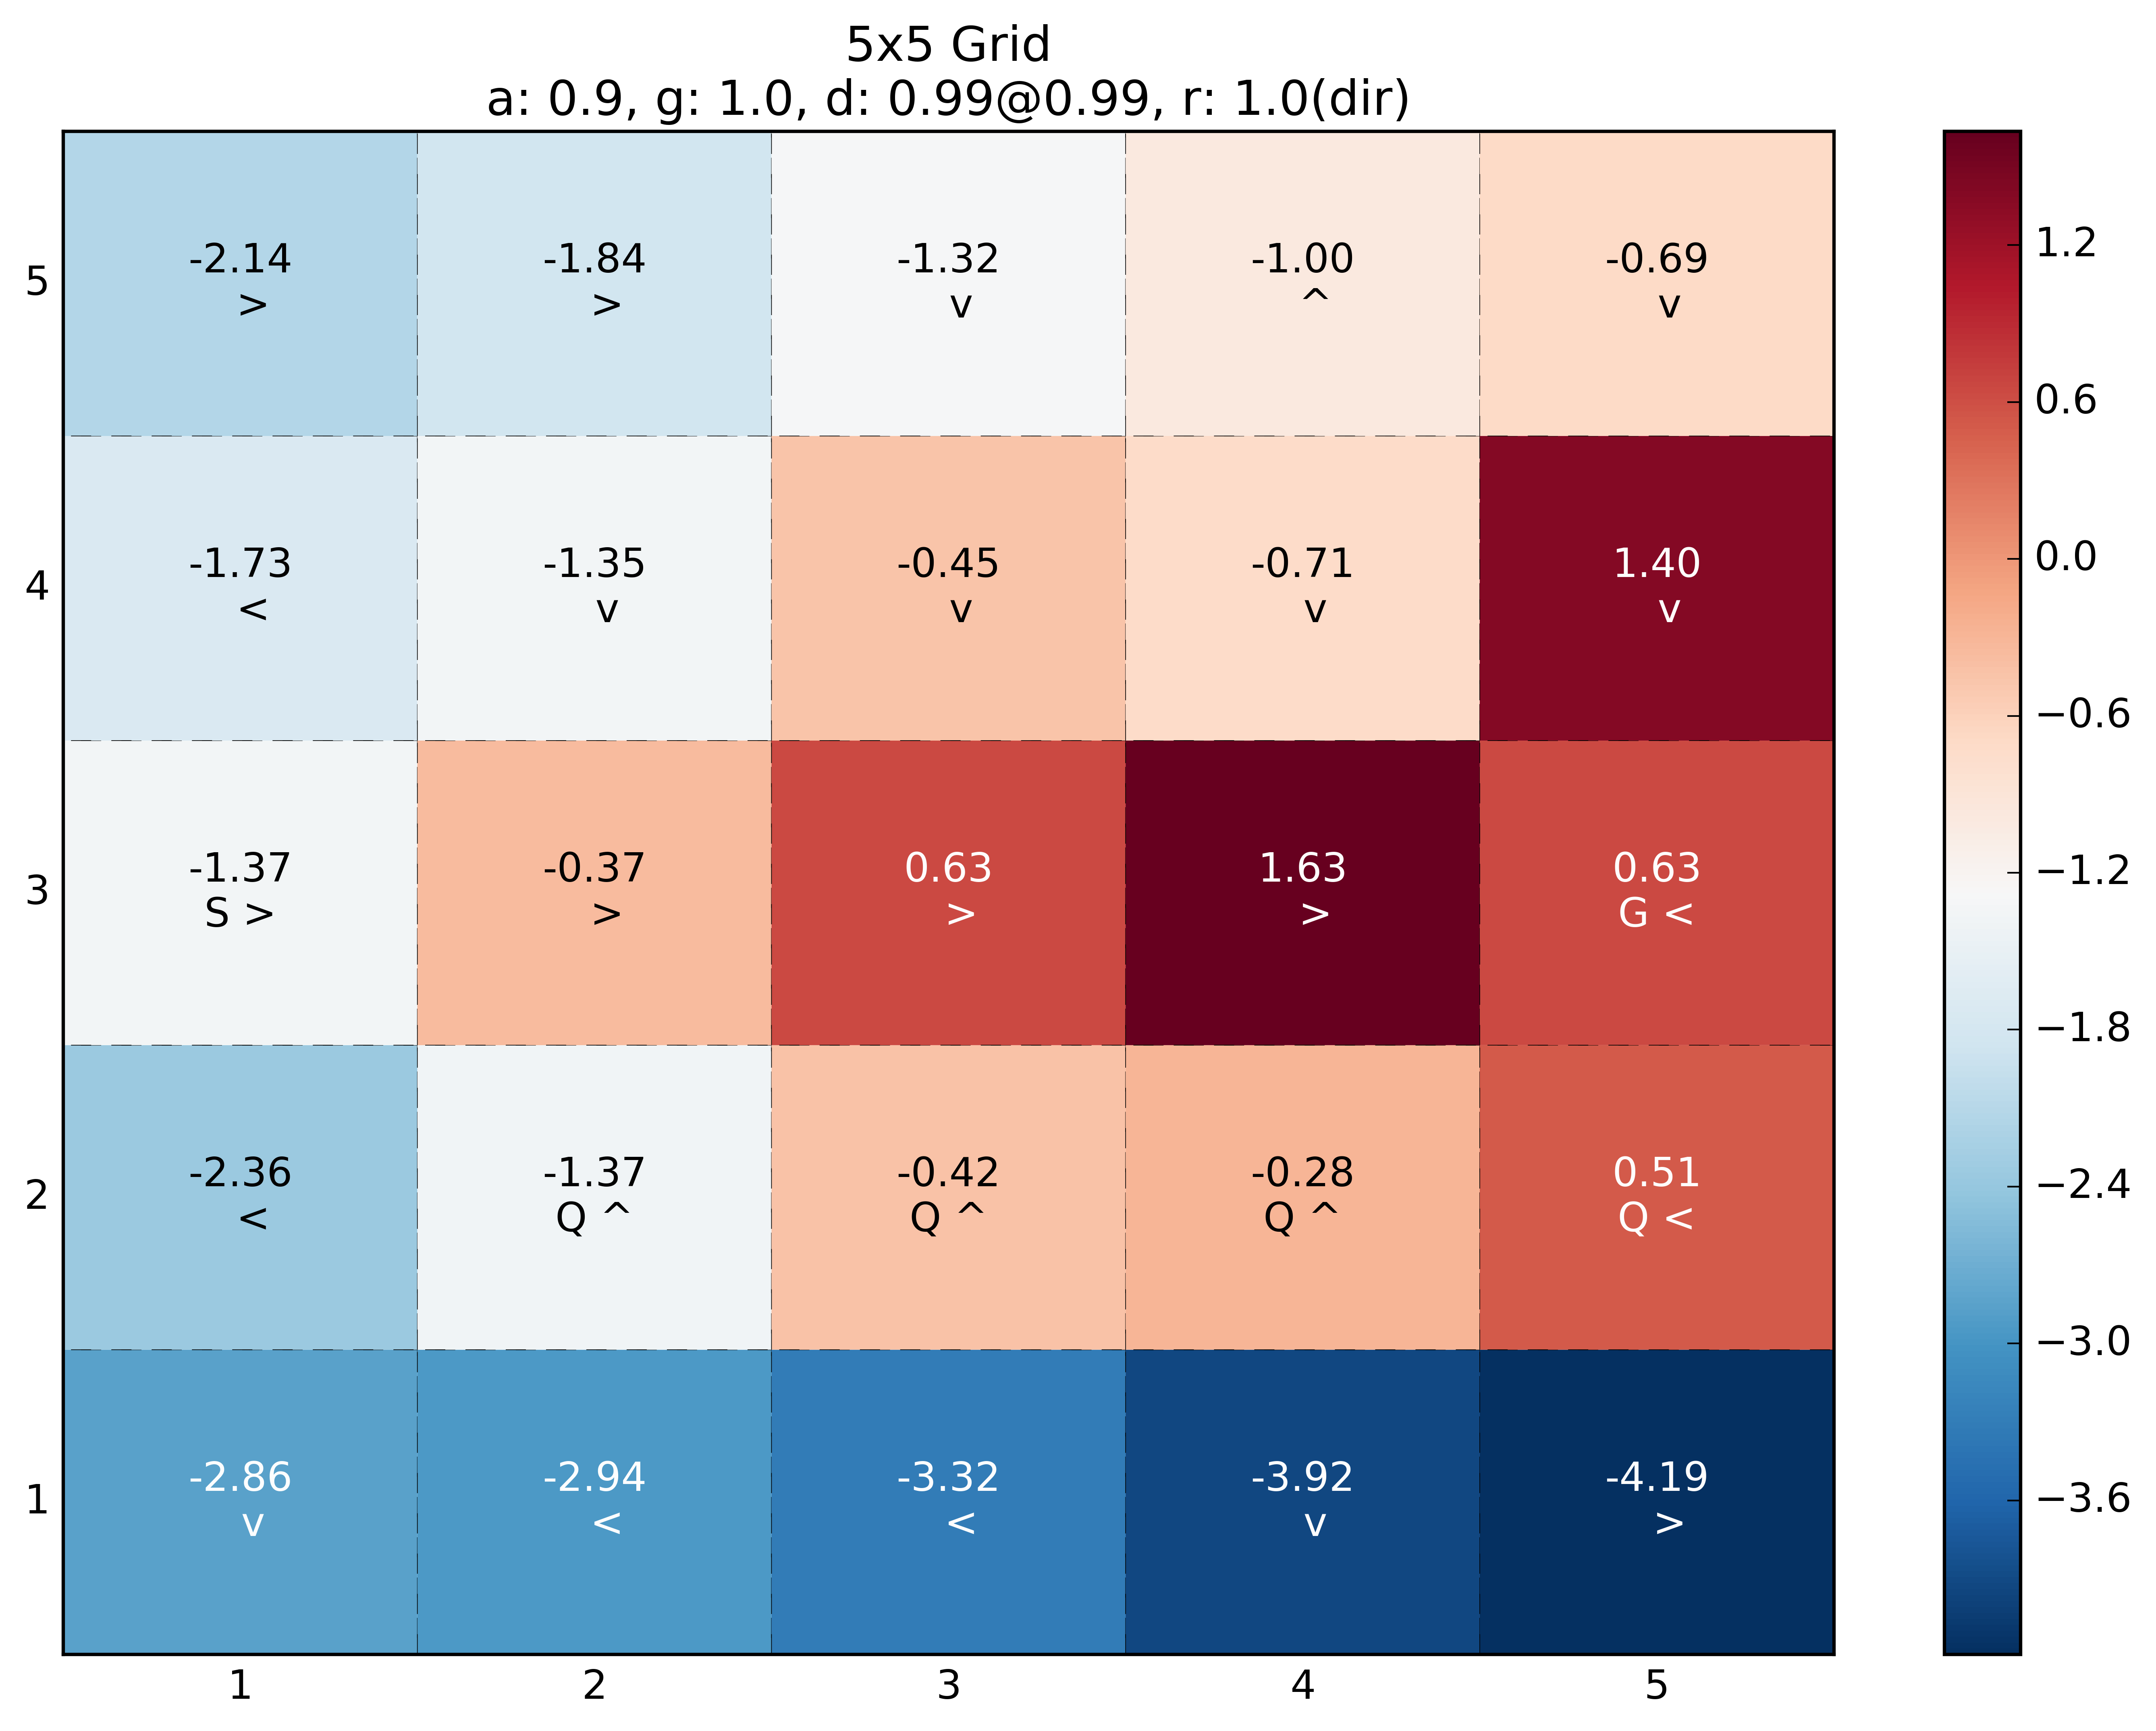 5x5 Grid
a: 0.9, g: 1.0, d: 0.99@0.99, r: 1.0(dir)
5
-2.14
>
-1.84
>
-1.32
v
-1.00
^
-0.69
v
4
-1.73
<
-1.35
v
-0.45
v
-0.71
v
1.40
v
3
-1.37
S >
-0.37
>
0.63
>
1.63
>
0.63
G <
2
-2.36
<
-1.37
Q ^
-0.42
Q ^
-0.28
Q ^
0.51
Q <
1
-2.86
v
-2.94
<
-3.32
<
-3.92
v
-4.19
>
1 2 3 4 5
1.2
0.6
0.0
−0.6
−1.2
−1.8
−2.4
−3.0
−3.6